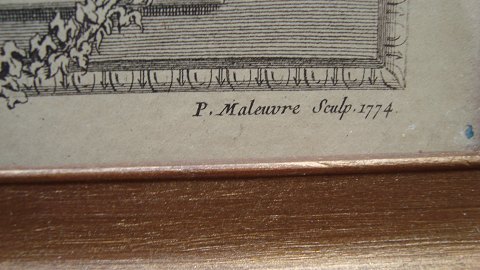 P. Maleuvre Sculp. 1774.